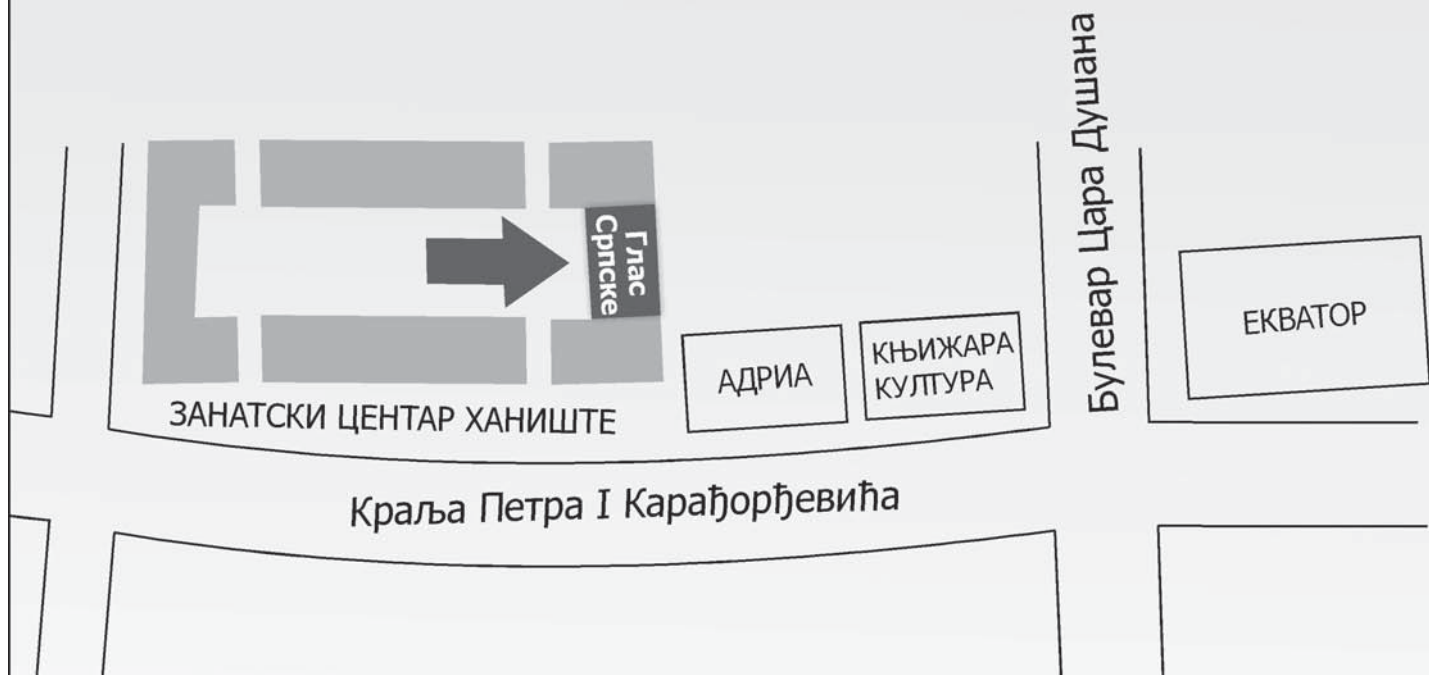 Булевар Цара Душана
Глас
Српске
ЕКВАТОР
АДРИА
КЊИЖАРА
КУЛТУРА
ЗАНАТСКИ ЦЕНТАР ХАНИШТЕ
Краља Петра I Карађорђевића